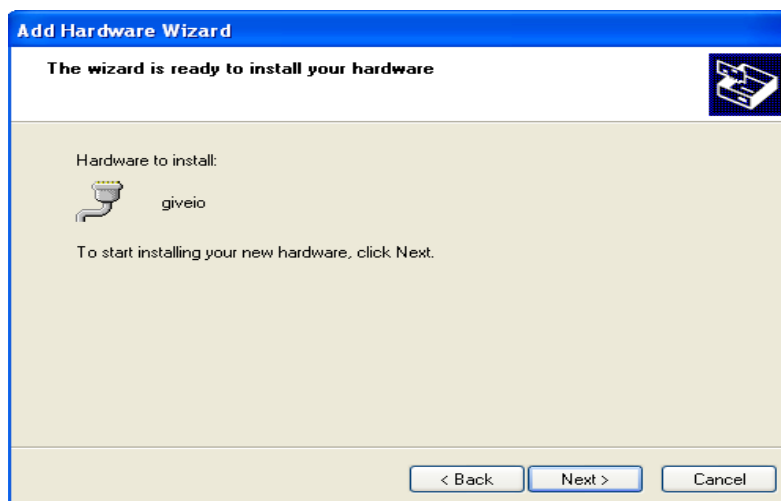 Add Hardware Wizard
The wizard is ready to install your hardware
Hardware to install:
giveio
To start installing your new hardware, click Next.
< Back Next > Cancel